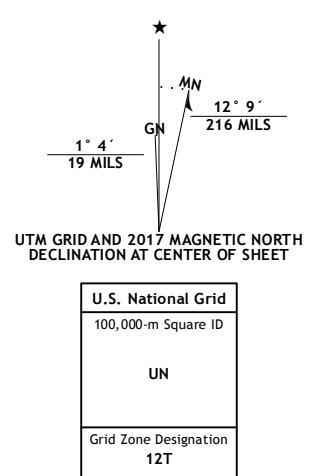 ★
MN
GN
12° 9´
216 MILS
1° 4´
19 MILS
UTM GRID AND 2017 MAGNETIC NORTH
DECLINATION AT CENTER OF SHEET
U.S. National Grid
100,000-m Square ID
UN
Grid Zone Designation
12T